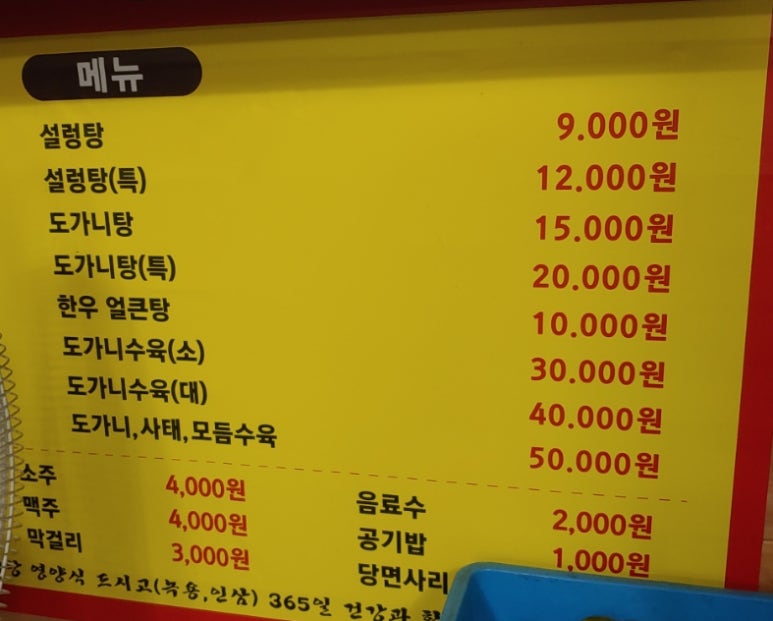 메뉴
설렁탕 9.000원
설렁탕(특) 12.000원
도가니탕 15.000원
도가니탕(특) 20.000원
한우 얼큰탕 10.000원
도가니수육(소) 30.000원
도가니수육(대) 40.000원
도가니,사태,모듬수육 50.000원
소주 4,000원 음료수 2,000원
맥주 4,000원 공기밥 1,000원
막걸리 3,000원 당면사리
영양식 드시고(녹용,인삼) 365일 건강과